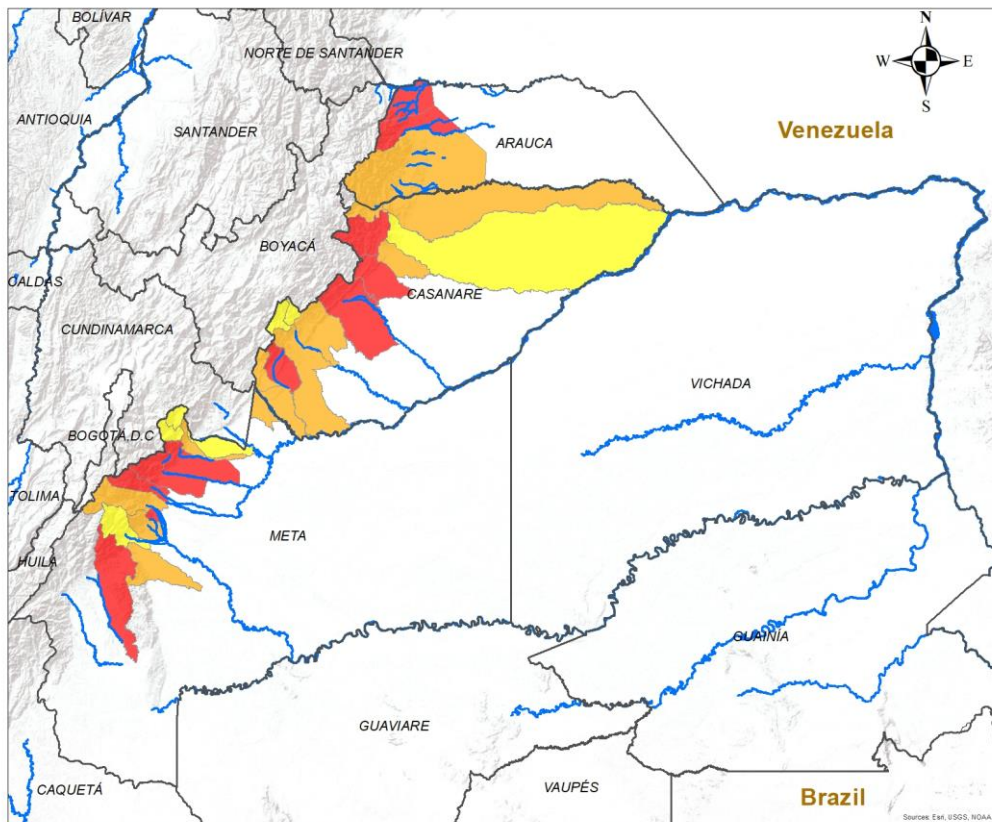 BOLÍVAR
N
NORTE DE SANTANDER
W E
S
ANTIOQUIA
SANTANDER
Venezuela
ARAUCA
BOYACÁ
CALDAS
CASANARE
CUNDINAMARCA
VICHADA
BOGOTÁ D.C
TOLIMA
META
HUILA
GUAINÍA
GUAVIARE
CAQUETÁ
VAUPÉS
Brazil
Sources: Esri, USGS, NOAA